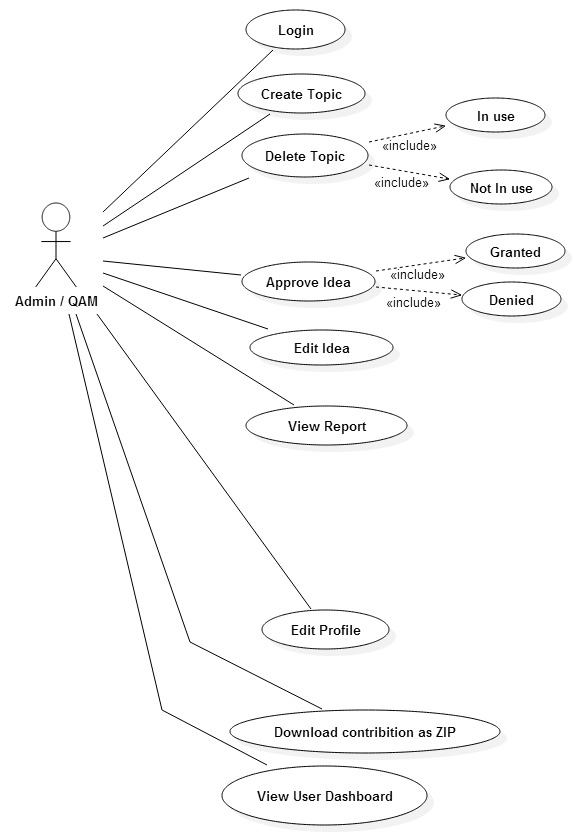 Login
Create Topic
In use
Delete Topic
«include»
«include»
Not In use
Granted
Approve Idea
«include»
Denied
«include»
Admin / QAM
Edit Idea
View Report
Edit Profile
Download contribition as ZIP
View User Dashboard